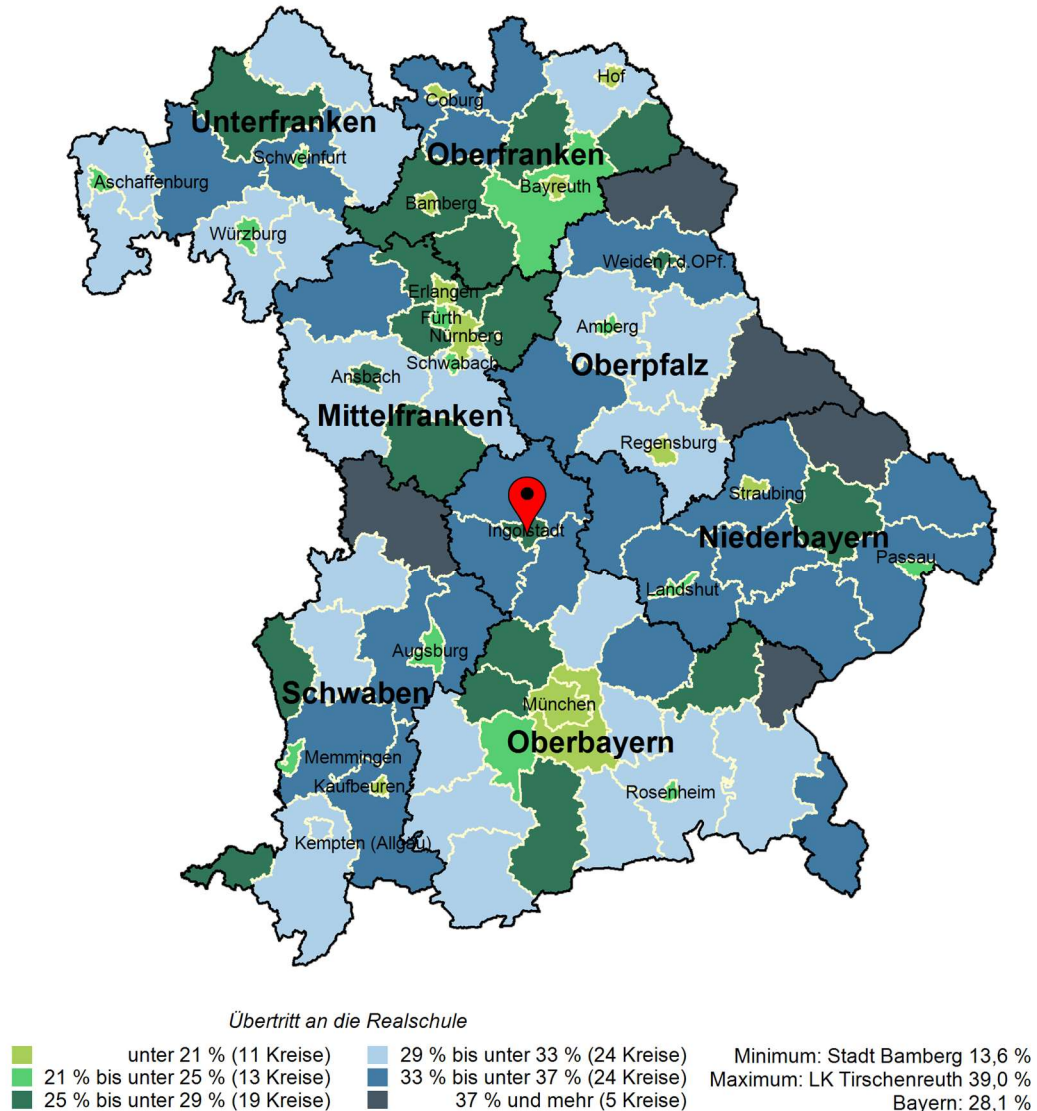 Hof
Coburg
Unterfranken
Oberfranken
Schweinfurt
Aschaffenburg
Bayreuth
Bamberg
Würzburg
Weiden i.d.OPf.
Erlangen
Fürth
Amberg
Nürnberg
Schwabach
Oberpfalz
Ansbach
Mittelfranken
Regensburg
Straubing
Ingolstadt
Niederbayern
Passau
Landshut
Augsburg
Schwaben
München
Oberbayern
Memmingen
Kaufbeuren
Rosenheim
Kempten (Allgäu)
Übertritt an die Realschule
unter 21 % (11 Kreise)
21 % bis unter 25 % (13 Kreise)
25 % bis unter 29 % (19 Kreise)
29 % bis unter 33 % (24 Kreise)
33 % bis unter 37 % (24 Kreise)
37 % und mehr (5 Kreise)
Minimum: Stadt Bamberg 13,6 %
Maximum: LK Tirschenreuth 39,0 %
Bayern: 28,1 %